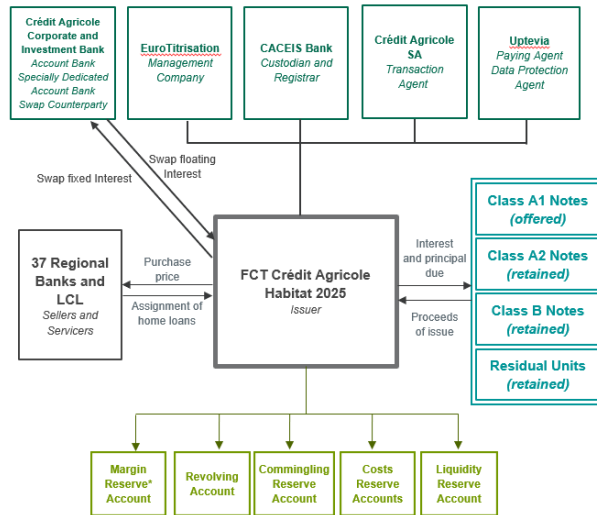 Crédit Agricole
Corporate and
Investment Bank
Account Bank
Specially Dedicated
Account Bank
Swap Counterparty
EuroTitrisation
Management
Company
CACEIS Bank
Custodian and
Registrar
Crédit Agricole
SA
Transaction
Agent
Uptevia
Paying Agent
Data Protection
Agent
Swap floating
Interest
Swap fixed Interest
37 Regional
Banks and
LCL
Sellers and
Servicers
Purchase
price
Assignment of
home loans
FCT Crédit Agricole
Habitat 2025
Issuer
Interest
and principal
due
Proceeds
of issue
Class A1 Notes
(offered)
Class A2 Notes
(retained)
Class B Notes
(retained)
Residual Units
(retained)
Margin
Reserve*
Account
Revolving
Account
Commingling
Reserve
Account
Costs
Reserve
Accounts
Liquidity
Reserve
Account